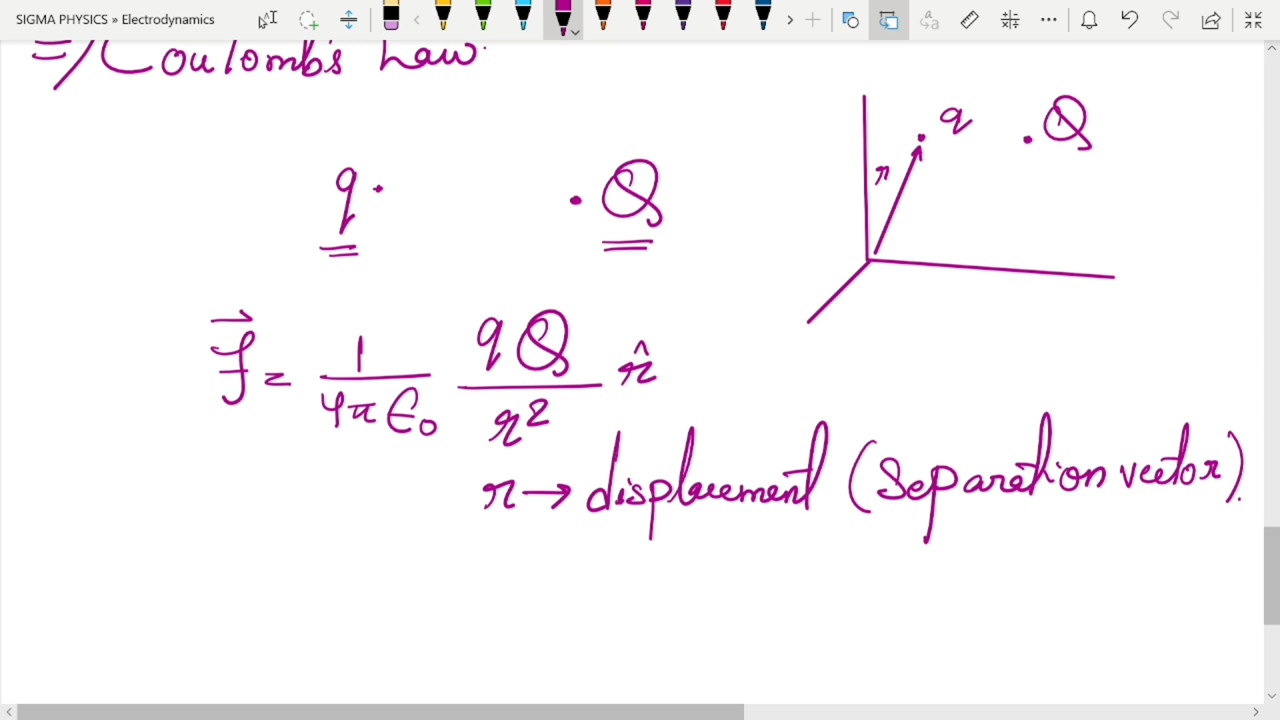 SIGMA PHYSICS » Electrodynamics
=) Coulomb's Law.
q Q
r q Q
f = 1/4πϵ₀ qQ/r² r̂
r → displacement (Separation vector).